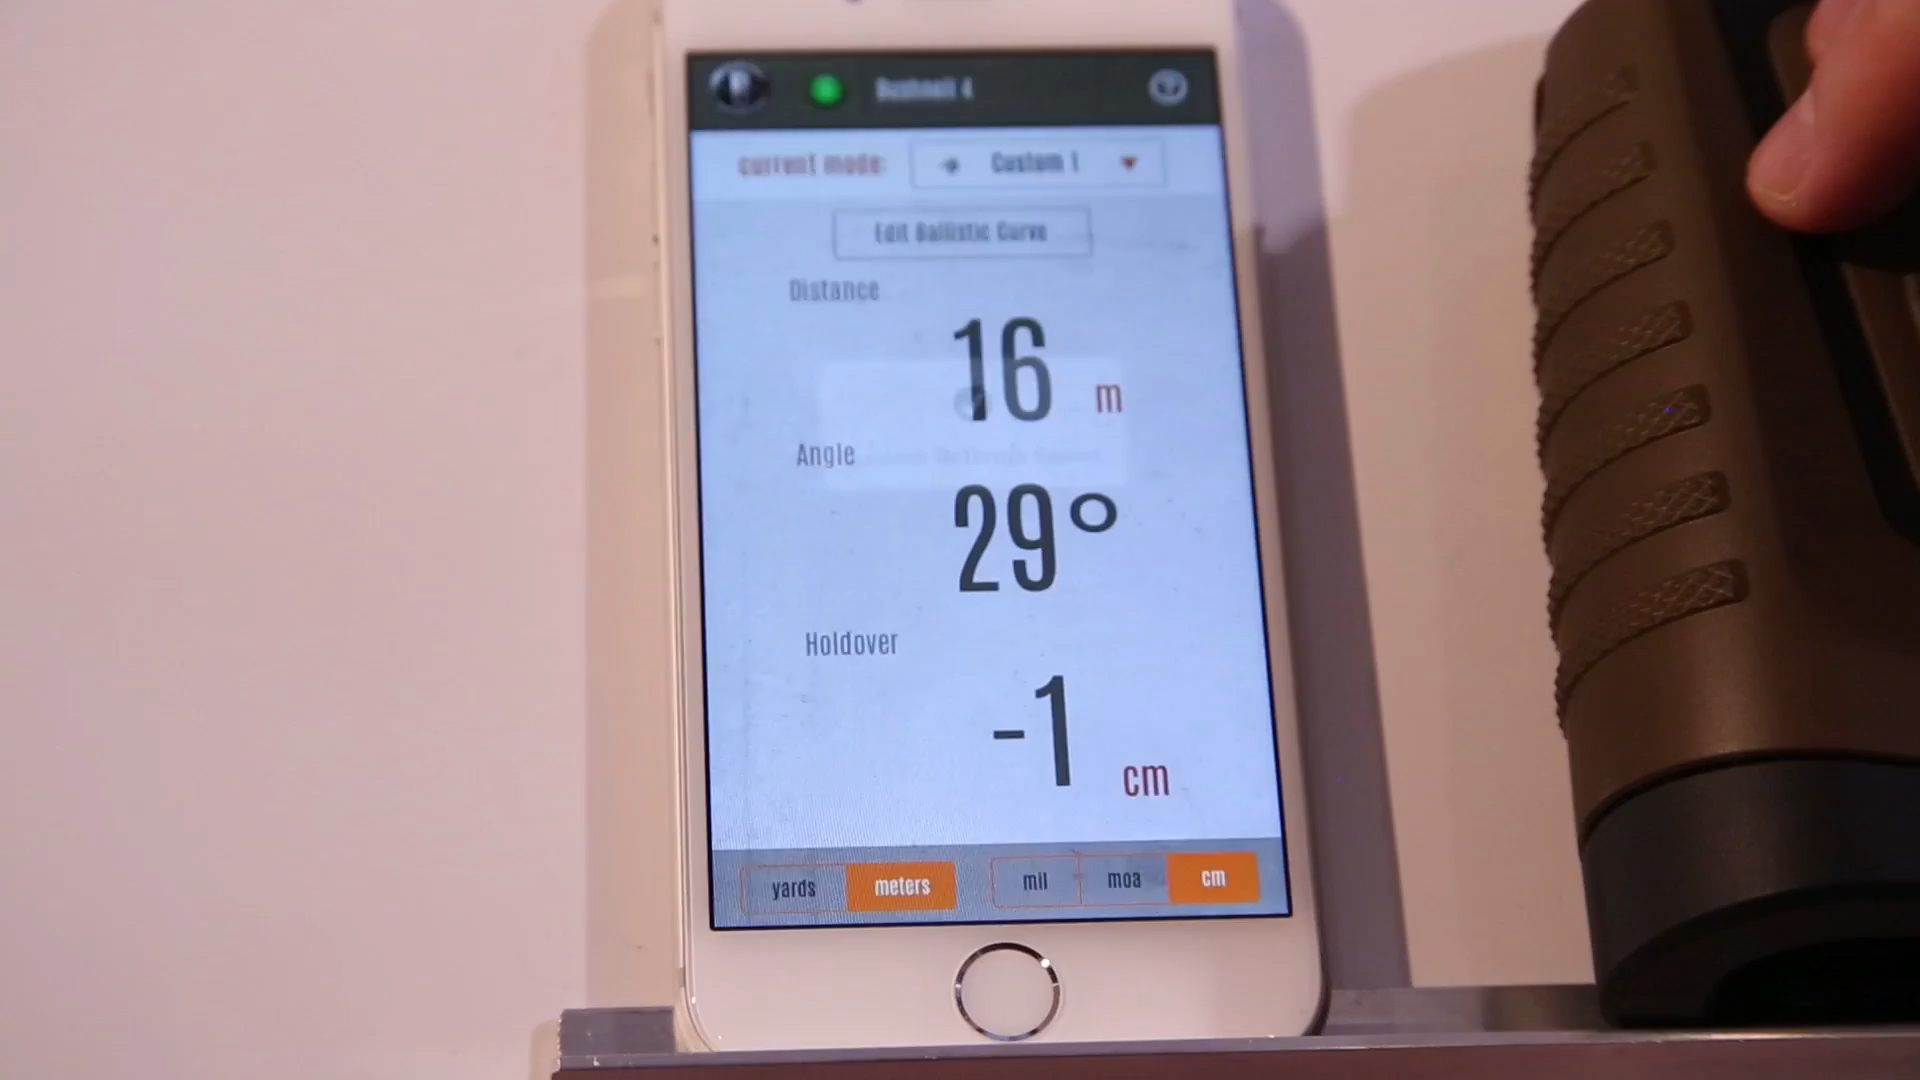 Bushnell 4
current mode: Custom 1
Edit Ballistic Curve
Distance
16 m
Angle
29°
Holdover
-1 cm
yards meters mil moa cm